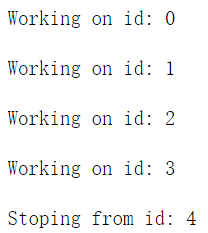 Working on id: 0
Working on id: 1
Working on id: 2
Working on id: 3
Stoping from id: 4